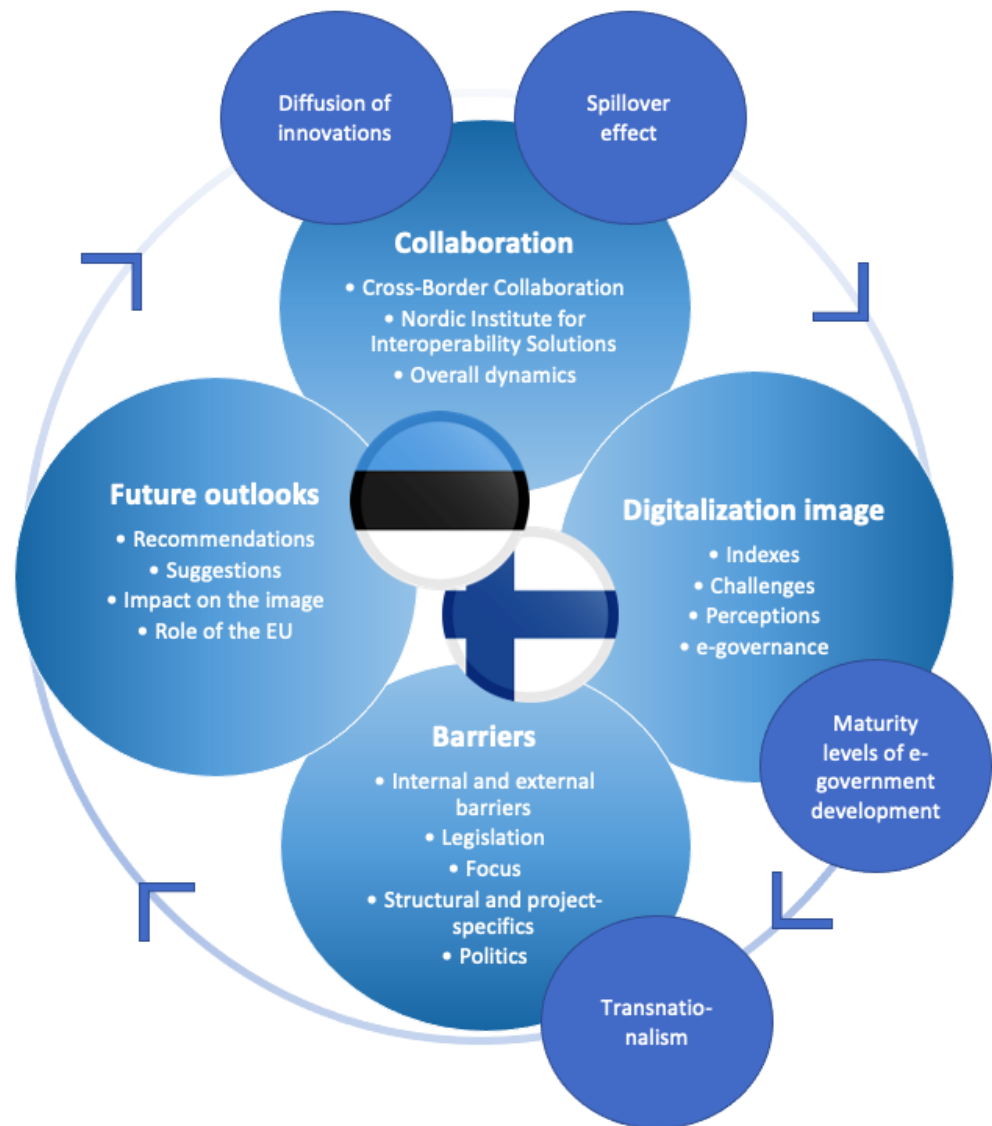 Diffusion of
innovations
Spillover
effect
Collaboration
• Cross-Border Collaboration
• Nordic Institute for
Interoperability Solutions
• Overall dynamics
Future outlooks
• Recommendations
• Suggestions
• Impact on the image
• Role of the EU
Digitalization image
• Indexes
• Challenges
• Perceptions
• e-governance
Maturity
levels of e-
government
development
Barriers
• Internal and external
barriers
• Legislation
• Focus
• Structural and project-
specifics
• Politics
Transnatio-
nalism